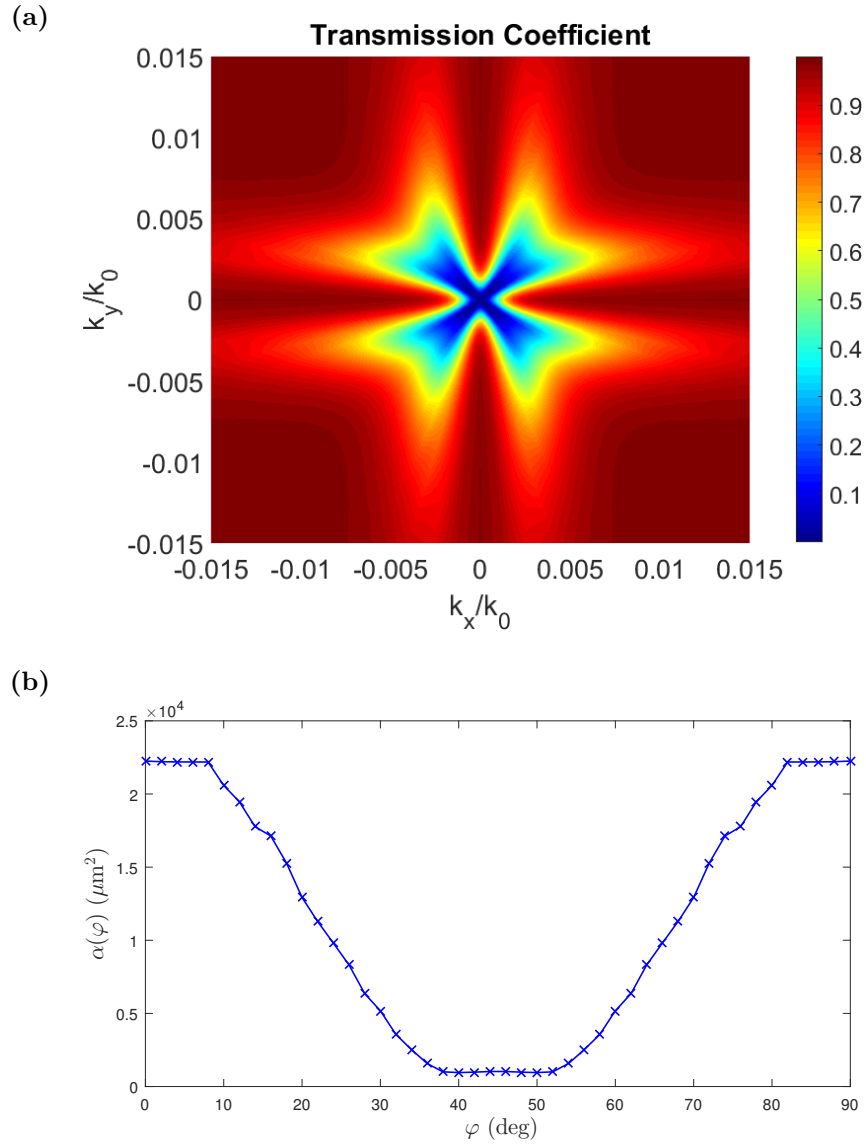 (a)
Transmission Coefficient
0.015
0.01
0.005
0
-0.005
-0.01
-0.015
k_y/k_0
-0.015 -0.01 -0.005 0 0.005 0.01 0.015
k_x/k_0
0.9
0.8
0.7
0.6
0.5
0.4
0.3
0.2
0.1
(b)
×10^4
2.5
2
1.5
1
0.5
0
α(φ) (μm²)
0 10 20 30 40 50 60 70 80 90
φ (deg)